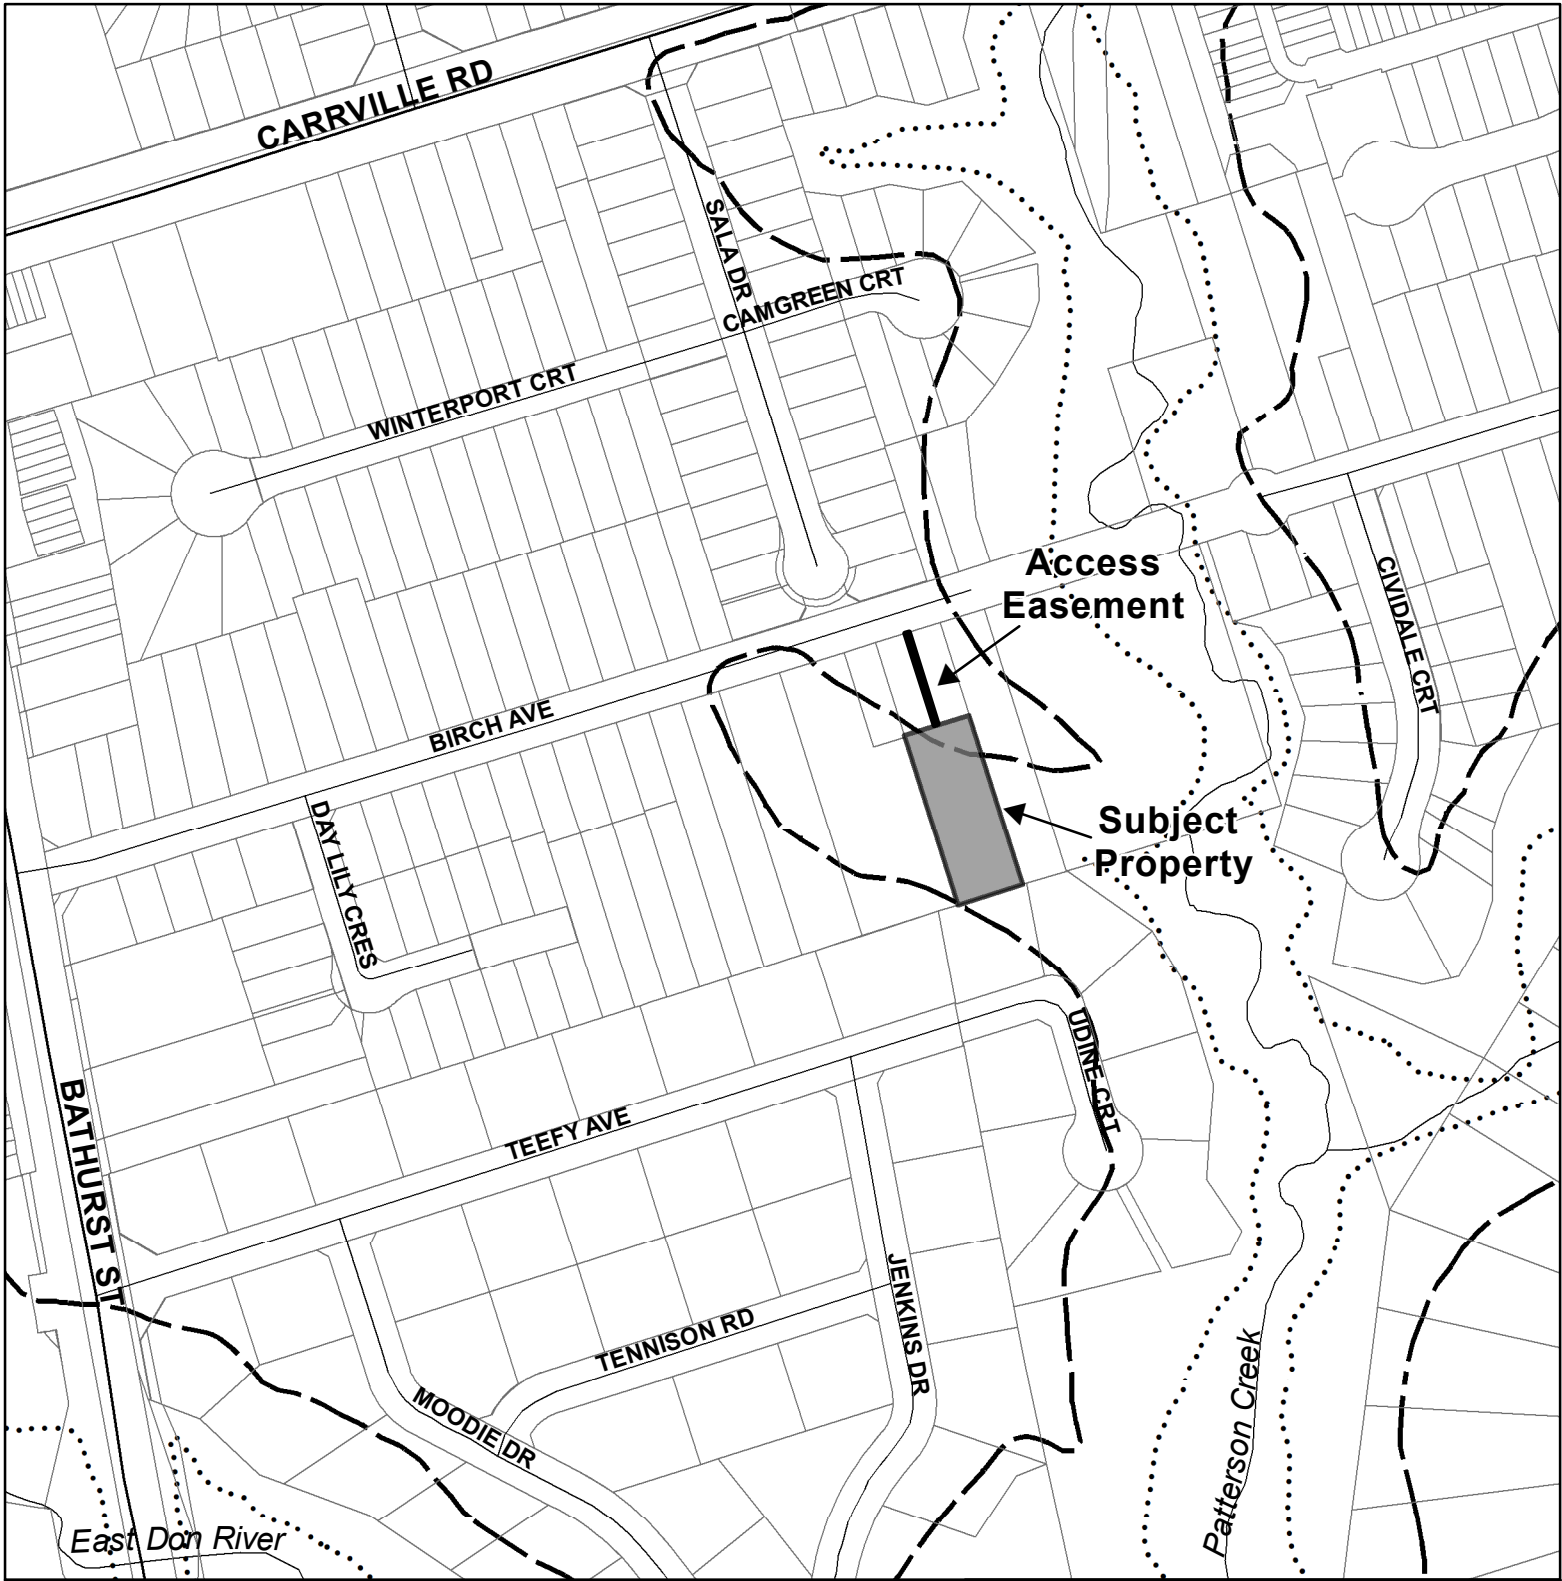 CARRVILLE RD
SALA DR
CAMGREEN CRT
WINTERPORT CRT
Access
Easement
CIVIDALE CRT
BIRCH AVE
DAY LILY CRES
Subject
Property
UDINE CRT
BATHURST ST
TEEFY AVE
JENKINS DR
TENNISON RD
MOODIE DR
Patterson Creek
East Don River